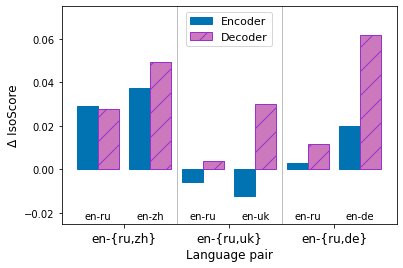 Encoder
Decoder
0.06
0.04
0.02
0.00
−0.02
Δ IsoScore
en-ru en-zh en-ru en-uk en-ru en-de
en-{ru,zh} en-{ru,uk} en-{ru,de}
Language pair